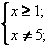 x ≥ 1;
x ≠ 5;